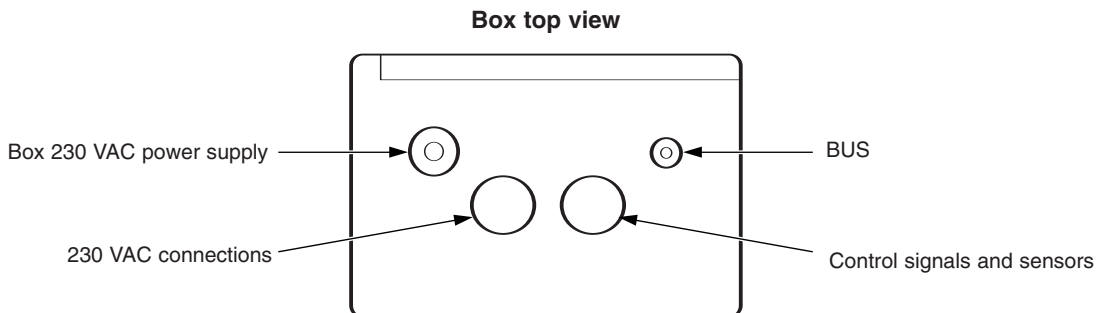 Box top view
Box 230 VAC power supply
BUS
230 VAC connections
Control signals and sensors